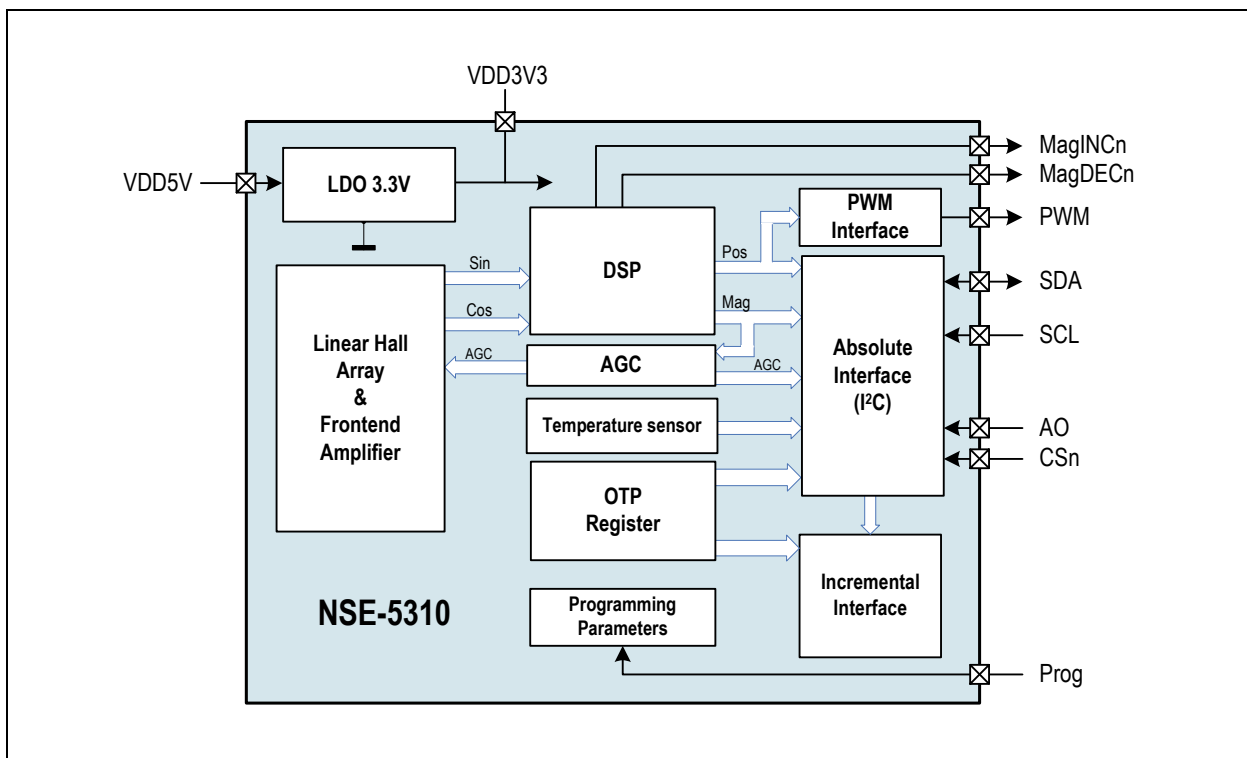 VDD3V3
VDD5V
LDO 3.3V
MagINCn
MagDECn
PWM
Interface
PWM
Sin
DSP
Pos
SDA
Cos
Mag
SCL
Linear Hall
Array
&
Frontend
Amplifier
AGC
AGC
AGC
Absolute
Interface
(I²C)
Temperature sensor
AO
CSn
OTP
Register
Incremental
Interface
NSE-5310
Programming
Parameters
Prog